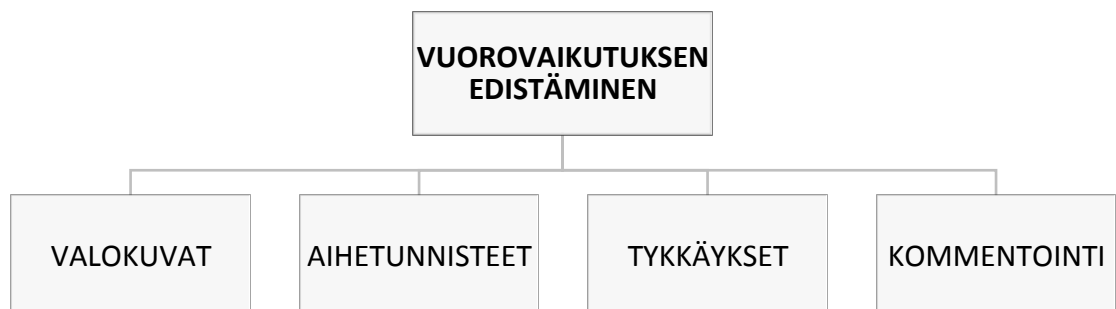 VUOROVAIKUTUKSEN
EDISTÄMINEN
VALOKUVAT
AIHETUNNISTEET
TYKKÄYKSET
KOMMENTOINTI